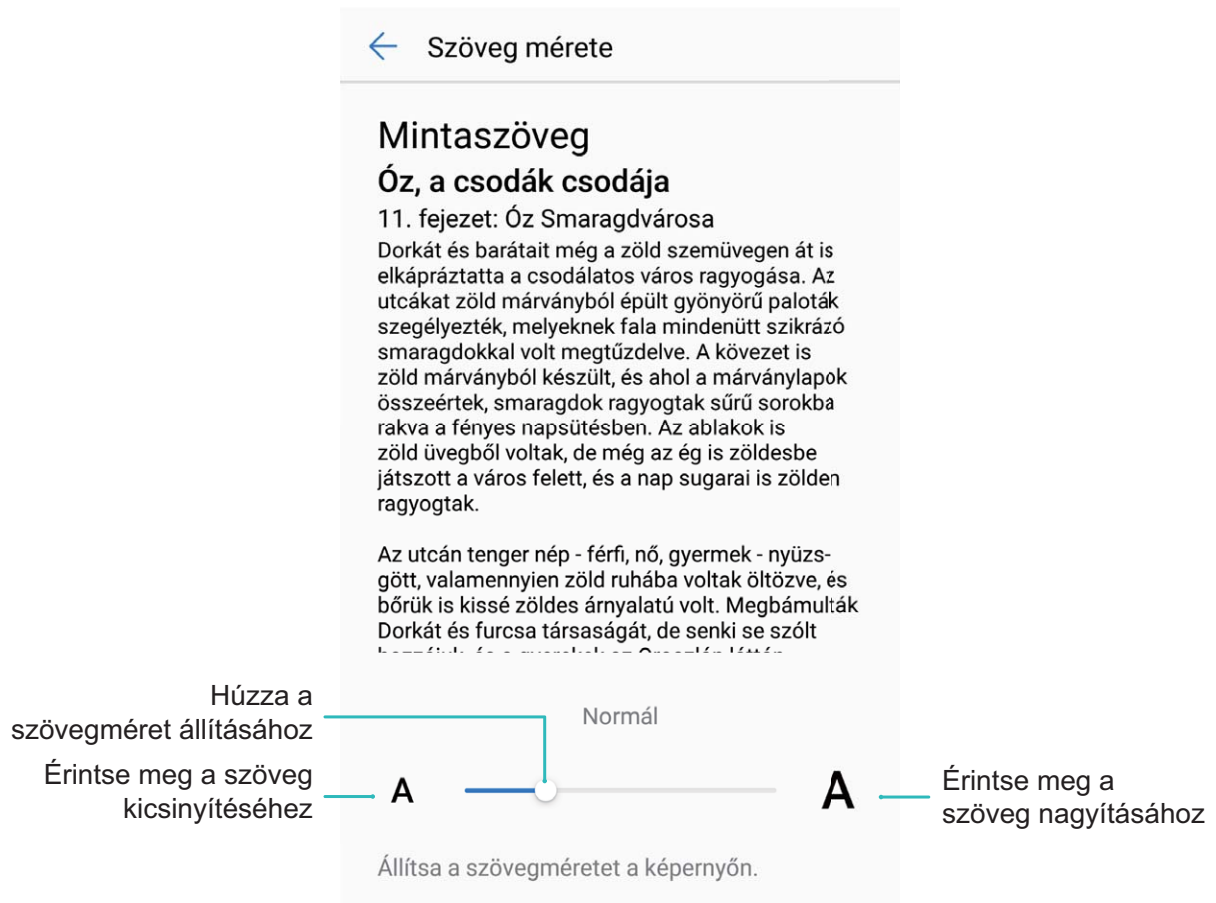 Szöveg mérete
Mintaszöveg
Óz, a csodák csodája
11. fejezet: Óz Smaragdvárosa
Dorkát és barátait még a zöld szemüvegen át is
elkápráztatta a csodálatos város ragyogása. Az
utcákat zöld márványból épült gyönyörű paloták
szegélyezték, melyeknek fala mindenütt szikrázó
smaragdokkal volt megtűzdelve. A kövezet is
zöld márványból készült, és ahol a márványlapok
összeértek, smaragdok ragyogtak sűrű sorokba
rakva a fényes napsütésben. Az ablakok is
zöld üvegből voltak, de még az ég is zöldesbe
játszott a város felett, és a nap sugarai is zölden
ragyogtak.
Az utcán tenger nép - férfi, nő, gyermek - nyüzs-
gött, valamennyien zöld ruhába voltak öltözve, és
bőrük is kissé zöldes árnyalatú volt. Megbámulták
Dorkát és furcsa társaságát, de senki se szólt
Húzza a
szövegméret állításához
Normál
Érintse meg a szöveg
kicsinyítéséhez
A
A
Érintse meg a
szöveg nagyításához
Állítsa a szövegméretet a képernyőn.